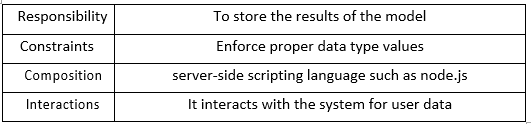 Responsibility To store the results of the model
Constraints Enforce proper data type values
Composition server-side scripting language such as node.js
Interactions It interacts with the system for user data